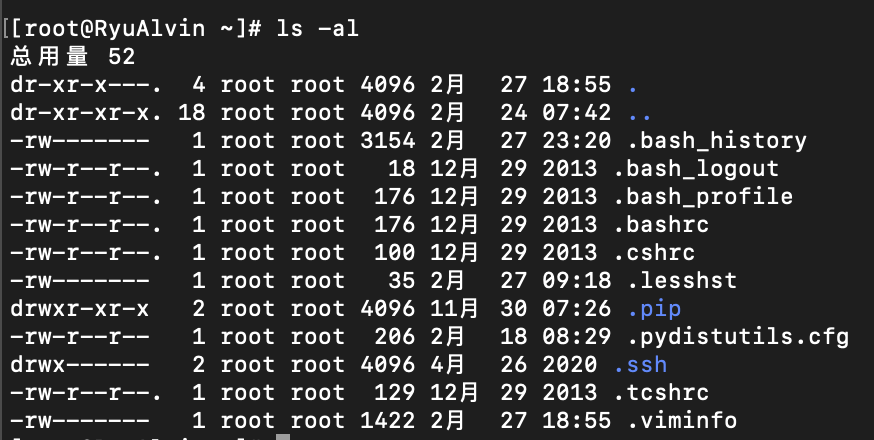 [[root@RyuAlvin ~]# ls -al
总用量 52
dr-xr-x---.  4 root root 4096 2月   27 18:55 .
dr-xr-xr-x. 18 root root 4096 2月   24 07:42 ..
-rw-------   1 root root 3154 2月   27 23:20 .bash_history
-rw-r--r--.  1 root root   18 12月  29 2013 .bash_logout
-rw-r--r--.  1 root root  176 12月  29 2013 .bash_profile
-rw-r--r--.  1 root root  176 12月  29 2013 .bashrc
-rw-r--r--.  1 root root  100 12月  29 2013 .cshrc
-rw-------   1 root root   35 2月   27 09:18 .lesshst
drwxr-xr-x   2 root root 4096 11月  30 07:26 .pip
-rw-r--r--   1 root root  206 2月   18 08:29 .pydistutils.cfg
drwx------   2 root root 4096 4月   26 2020 .ssh
-rw-r--r--.  1 root root  129 12月  29 2013 .tcshrc
-rw-------   1 root root 1422 2月   27 18:55 .viminfo